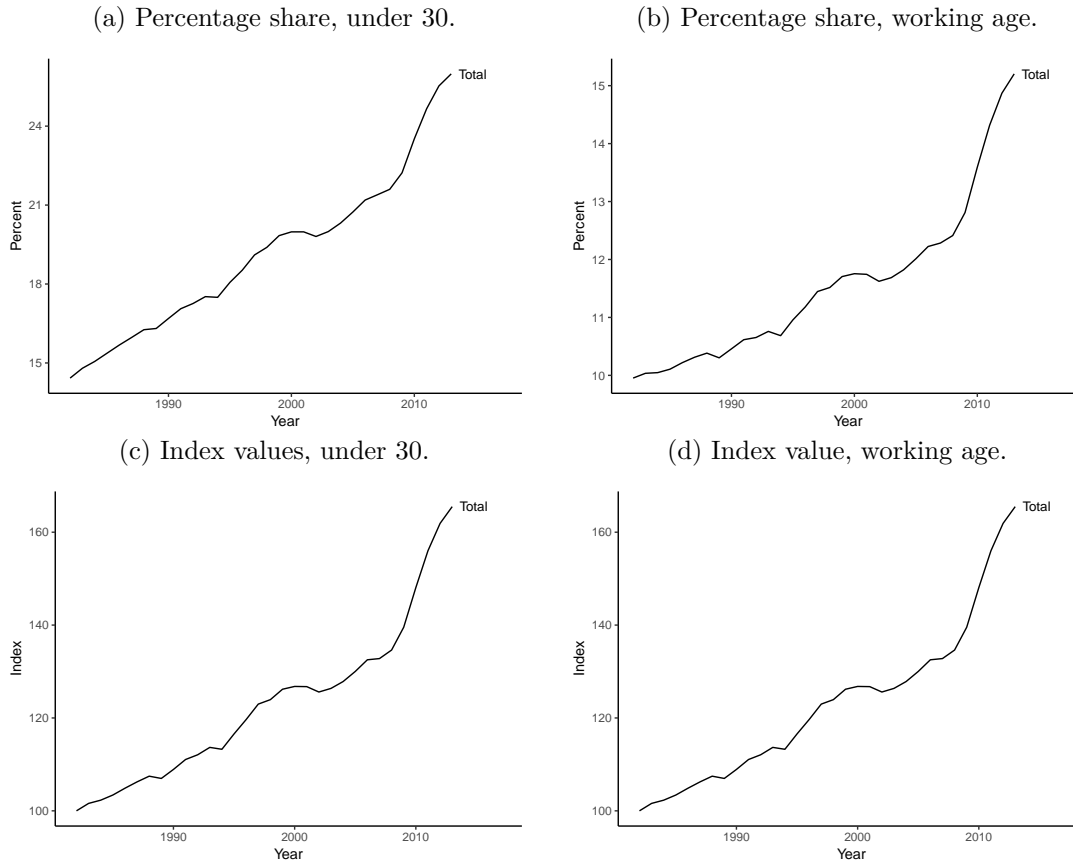 (a) Percentage share, under 30.
(b) Percentage share, working age.
Total
24
21
18
15
Percent
1990
2000
2010
Year
Total
15
14
13
12
11
10
Percent
1990
2000
2010
Year
(c) Index values, under 30.
(d) Index value, working age.
Total
160
140
120
100
Index
1990
2000
2010
Year
Total
160
140
120
100
Index
1990
2000
2010
Year